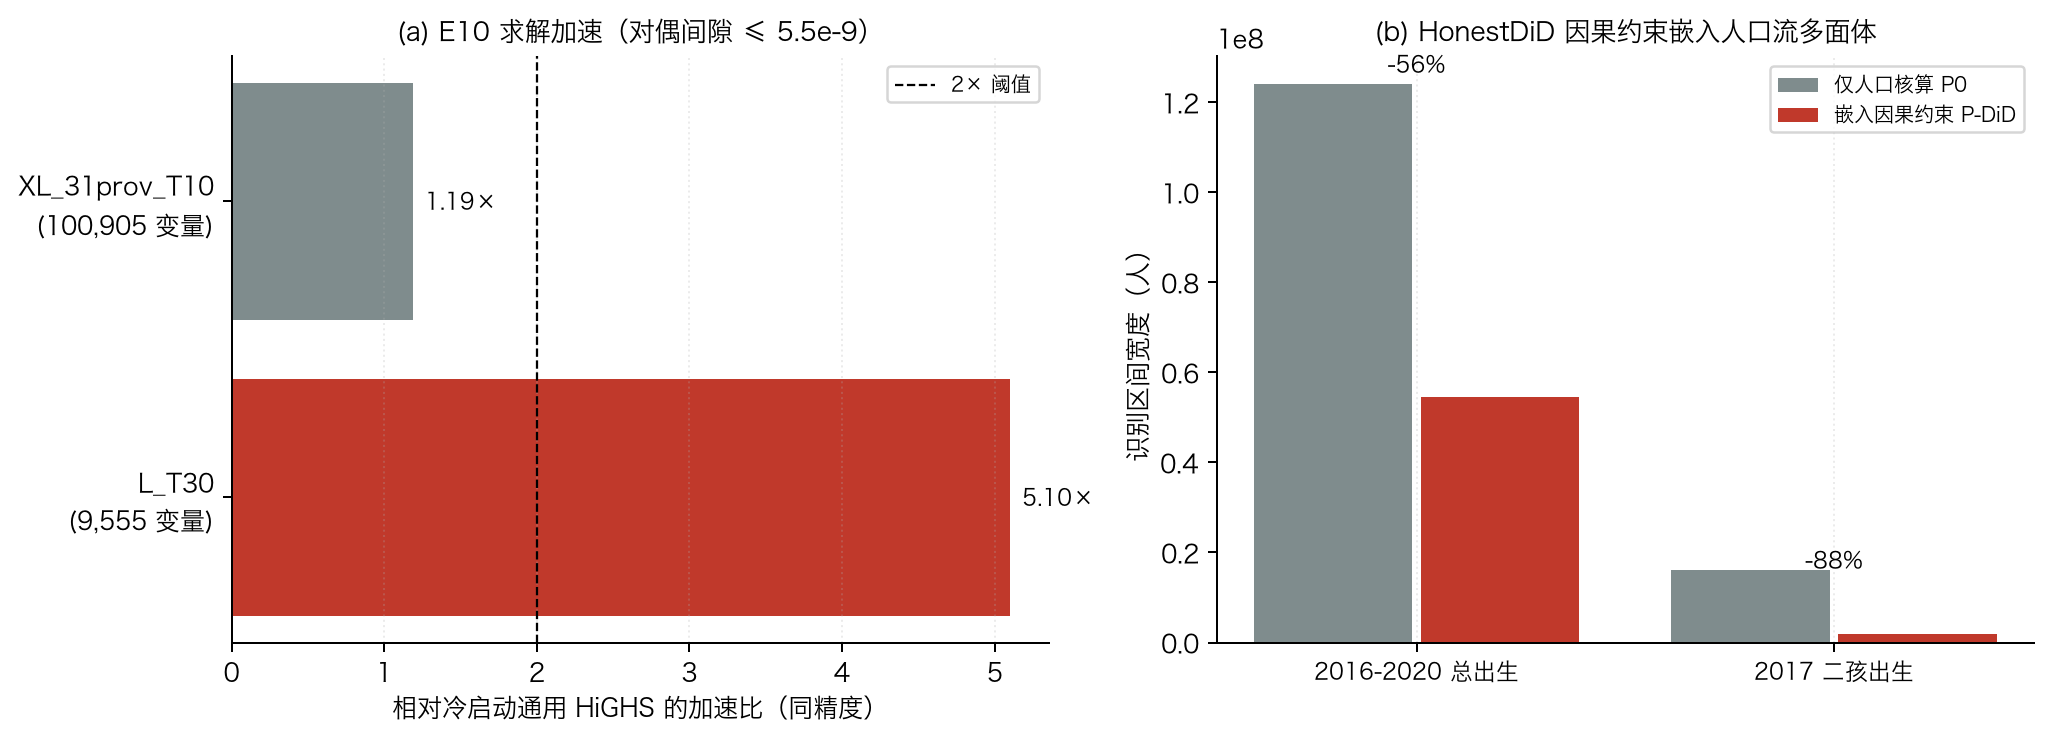 (a) E10 求解加速（对偶间隙 ⩽ 5.5e-9）
2× 阈值
XL_31prov_T10
(100,905 变量)
1.19×
L_T30
(9,555 变量)
5.10×
0 1 2 3 4 5
相对冷启动通用 HiGHS 的加速比（同精度）
(b) HonestDiD 因果约束嵌入人口流多面体
1e8
-56%
仅人口核算 P0
嵌入因果约束 P-DiD
识别区间宽度（人）
1.2
1.0
0.8
0.6
0.4
0.2
0.0
-88%
2016-2020 总出生
2017 二孩出生